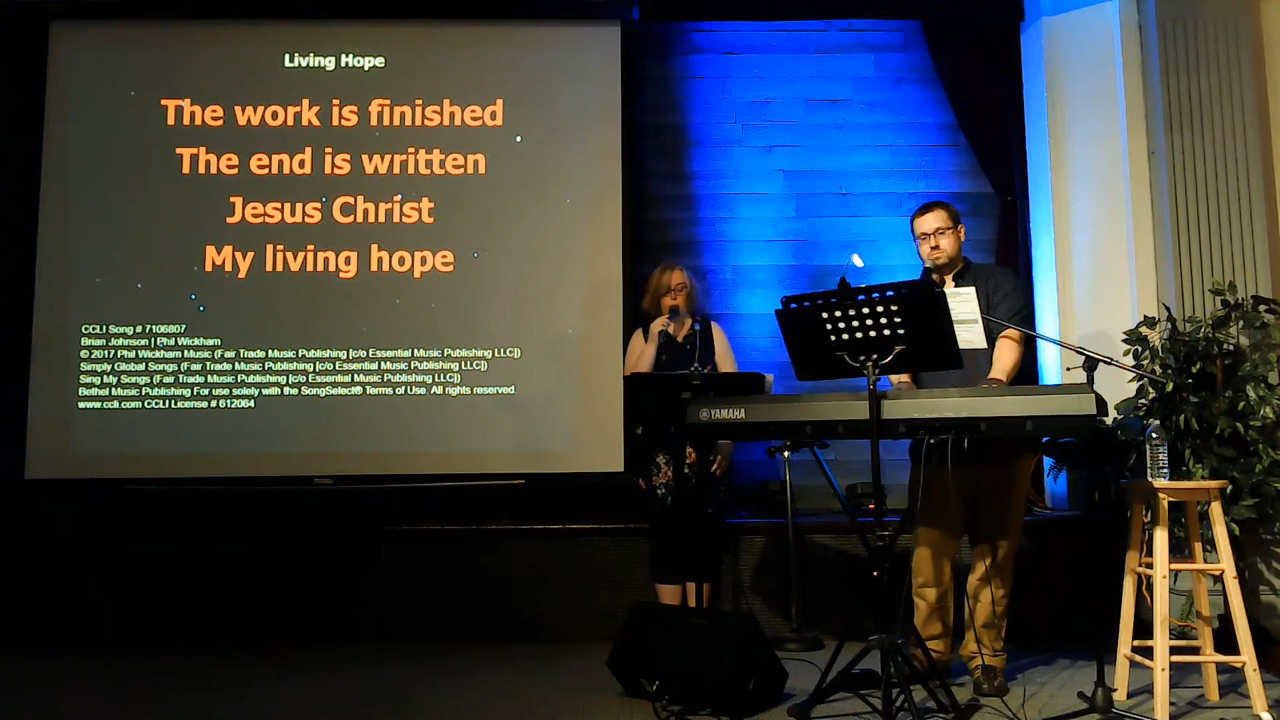 Living Hope
The work is finished
The end is written
Jesus Christ
My living hope
CCLI Song # 7106807
Brian Johnson | Phil Wickham
© 2017 Phil Wickham Music (Fair Trade Music Publishing [c/o Essential Music Publishing LLC])
Simply Global Songs (Fair Trade Music Publishing [c/o Essential Music Publishing LLC])
Sing My Songs (Fair Trade Music Publishing [c/o Essential Music Publishing LLC])
Bethel Music Publishing For use solely with the SongSelect® Terms of Use. All rights reserved.
www.ccli.com CCLI License # 612064
YAMAHA